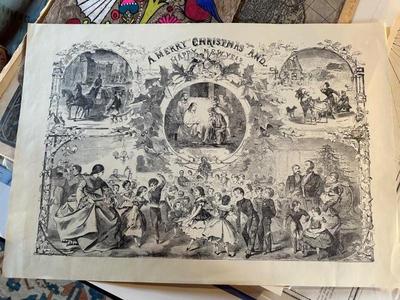 A MERRY CHRISTMAS AND
HAPPY NEW YEAR